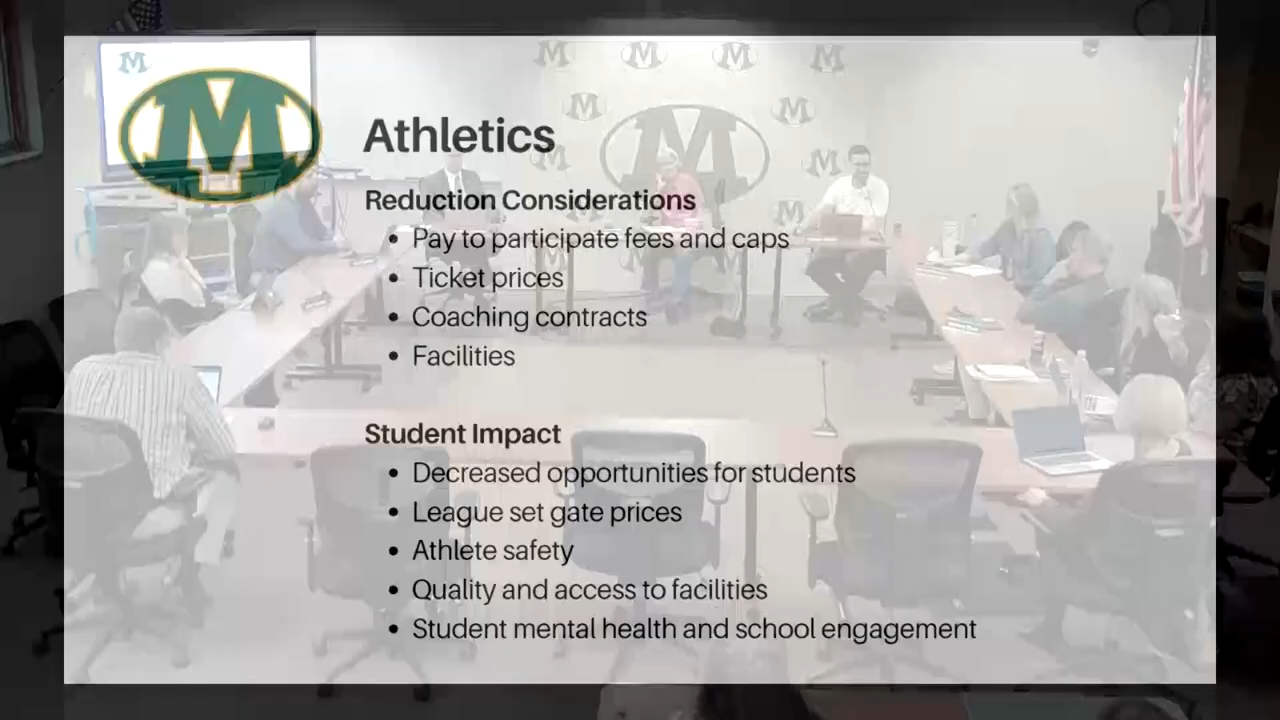 M
M
Athletics
Reduction Considerations
• Pay to participate fees and caps
• Ticket prices
• Coaching contracts
• Facilities
Student Impact
• Decreased opportunities for students
• League set gate prices
• Athlete safety
• Quality and access to facilities
• Student mental health and school engagement